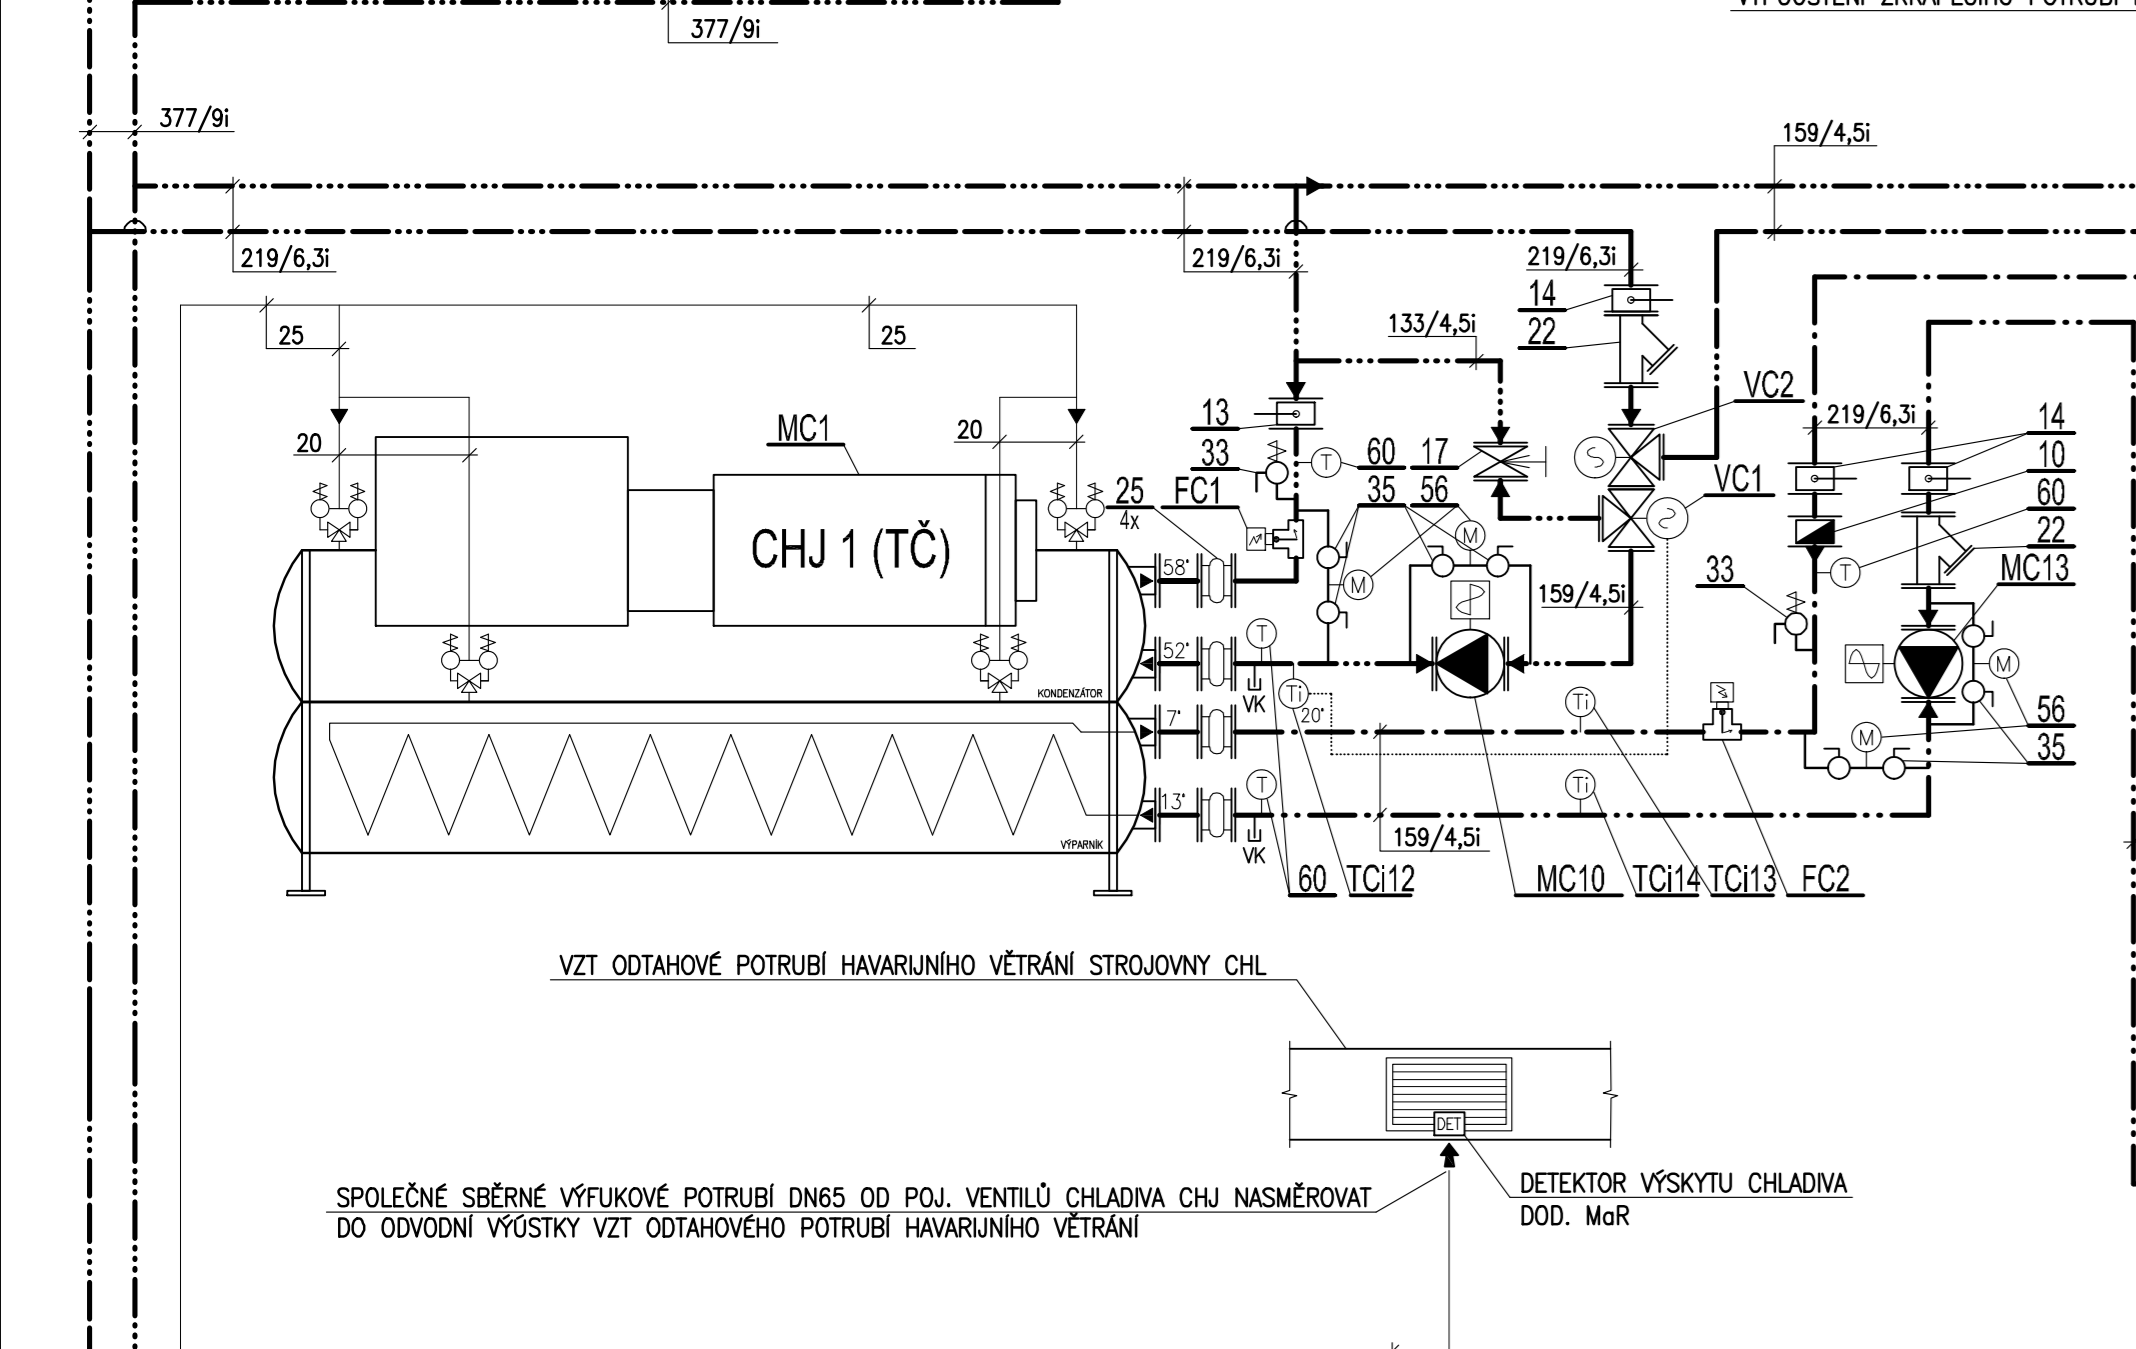 377/9i
377/9i
159/4,5i
219/6,3i
219/6,3i
219/6,3i
14
22
133/4,5i
25
25
VC2
219/6,3i
14
10
60
22
MC13
20
MC1
20
13
33
60
17
35
56
25
4x
FC1
VC1
CHJ 1 (TČ)
T
M
M
S
58°
159/4,5i
33
T
52°
T
VK
Ti
20°
KONDENZÁTOR
7°
Ti
M
M
56
35
13°
T
VK
Ti
VÝPARNÍK
159/4,5i
60
TCi12
MC10
TCi14
TCi13
FC2
VZT ODTAHOVÉ POTRUBÍ HAVARIJNÍHO VĚTRÁNÍ STROJOVNY CHL
DET
SPOLEČNÉ SBĚRNÉ VÝFUKOVÉ POTRUBÍ DN65 OD POJ. VENTILŮ CHLADIVA CHJ NASMĚROVAT
DO ODVODNÍ VÝÚSTKY VZT ODTAHOVÉHO POTRUBÍ HAVARIJNÍHO VĚTRÁNÍ
DETEKTOR VÝSKYTU CHLADIVA
DOD. MaR